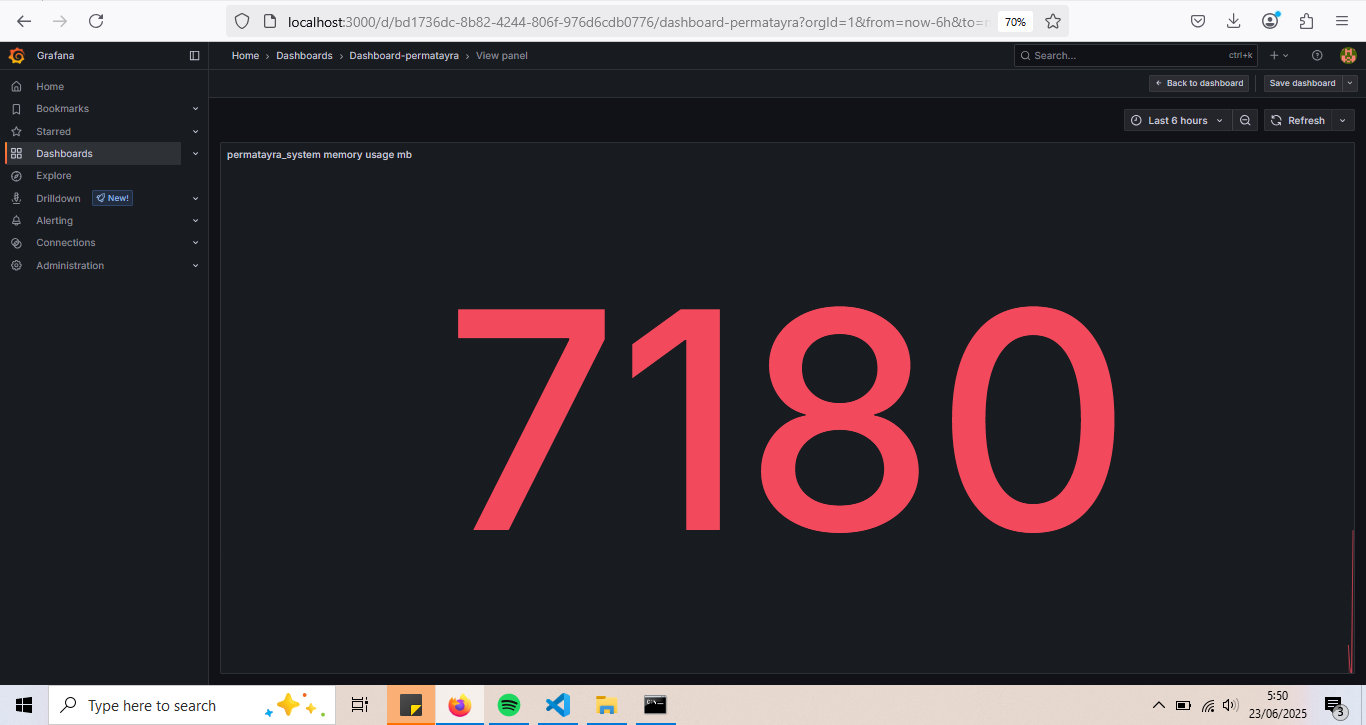 localhost:3000/d/bd1736dc-8b82-4244-806f-976d6cdb0776/dashboard-permatayra?orgId=1&from=now-6h&to=n
70%
Grafana
Home › Dashboards › Dashboard-permatayra › View panel
Search...
ctrl+k
Back to dashboard
Save dashboard
Home
Bookmarks
Starred
Dashboards
Explore
Drilldown
New!
Alerting
Connections
Administration
Last 6 hours
Refresh
permatayra_system memory usage mb
7180
Type here to search
5:50
23/06/2025
3